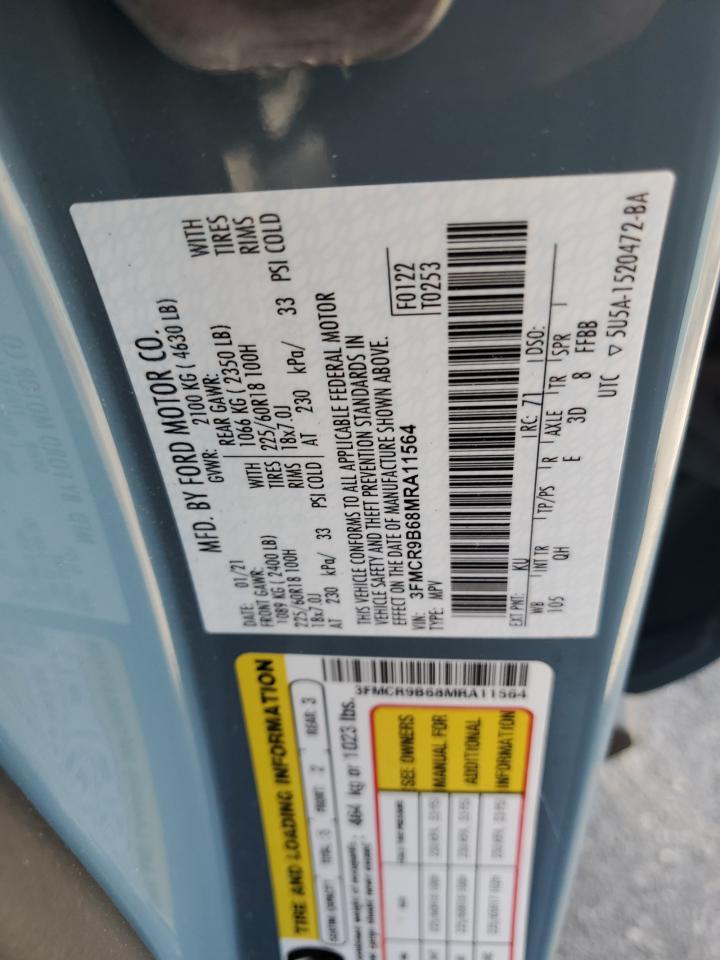 MFD. BY FORD MOTOR CO.
DATE: 01/21 GVWR: 2100 KG ( 4630 LB)
FRONT GAWR: REAR GAWR:
1089 KG ( 2400 LB) WITH 1066 KG ( 2350 LB) WITH
225/60R18 100H TIRES 225/60R18 100H TIRES
18x7.0J RIMS 18x7.0J RIMS
AT 230 kPa/ 33 PSI COLD AT 230 kPa/ 33 PSI COLD
THIS VEHICLE CONFORMS TO ALL APPLICABLE FEDERAL MOTOR
VEHICLE SAFETY AND THEFT PREVENTION STANDARDS IN
EFFECT ON THE DATE OF MANUFACTURE SHOWN ABOVE.
VIN: 3FMCR9B68MRA11564 F0122
TYPE: MPV T0253
EXT PNT: KU RC: 71 DSO:
WB INT TR TP/PS R AXLE TR SPR
105 QH E 3D 8 FFBB
UTC ▽ 5U5A-1520472-BA
TIRE AND LOADING INFORMATION
SEATING CAPACITY TOTAL 5 FRONT 2 REAR 3
464 kg or 1023 lbs.
3FMCR9B68MRA11564
SEE OWNERS
MANUAL FOR
ADDITIONAL
INFORMATION